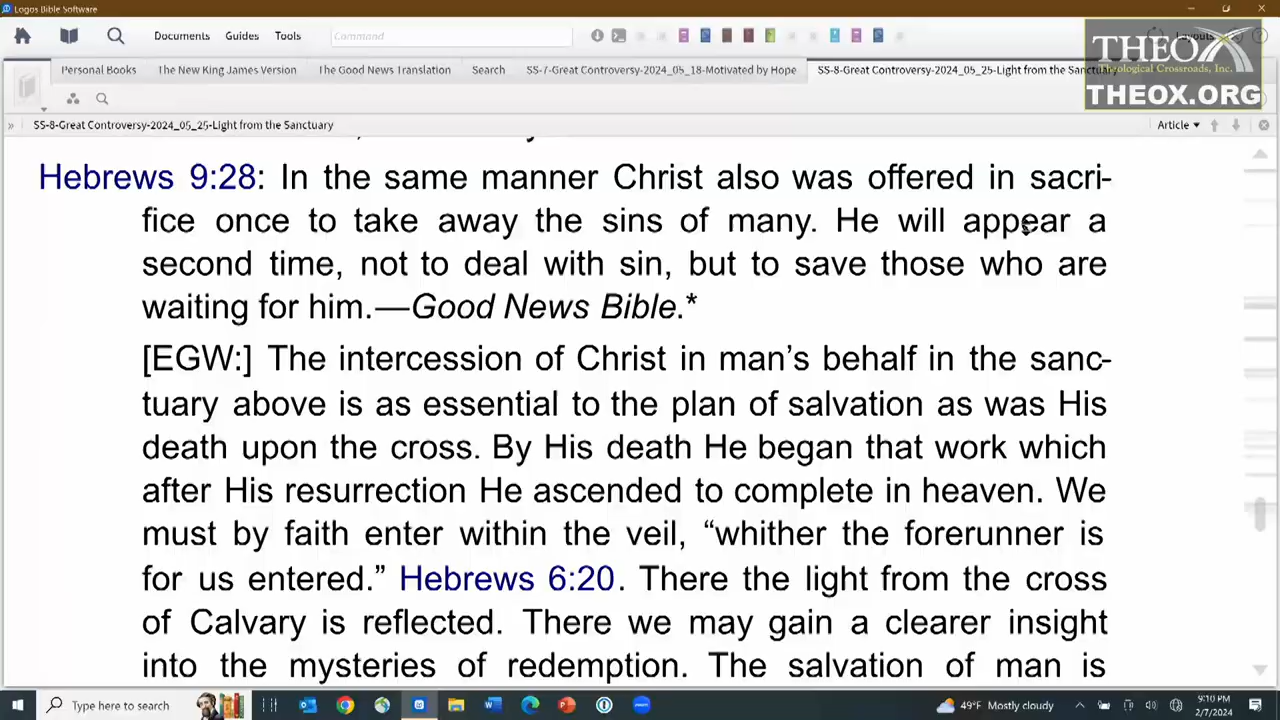 Logos Bible Software
Documents Guides Tools Command
THEOX
Theological Crossroads, Inc.
THEOX.ORG
Personal Books The New King James Version The Good Ne SS-7-Great Controversy-2024_05_18-Motivated by Hope SS-8-Great Controversy-2024_05_25-Light from the Sanctu
SS-8-Great Controversy-2024_05_25-Light from the Sanctuary Article
Hebrews 9:28: In the same manner Christ also was offered in sacri-
fice once to take away the sins of many. He will appear a
second time, not to deal with sin, but to save those who are
waiting for him.—Good News Bible.*
[EGW:] The intercession of Christ in man’s behalf in the sanc-
tuary above is as essential to the plan of salvation as was His
death upon the cross. By His death He began that work which
after His resurrection He ascended to complete in heaven. We
must by faith enter within the veil, “whither the forerunner is
for us entered.” Hebrews 6:20. There the light from the cross
of Calvary is reflected. There we may gain a clearer insight
into the mysteries of redemption. The salvation of man is
Type here to search 49°F Mostly cloudy 9:10 PM
2/7/2024